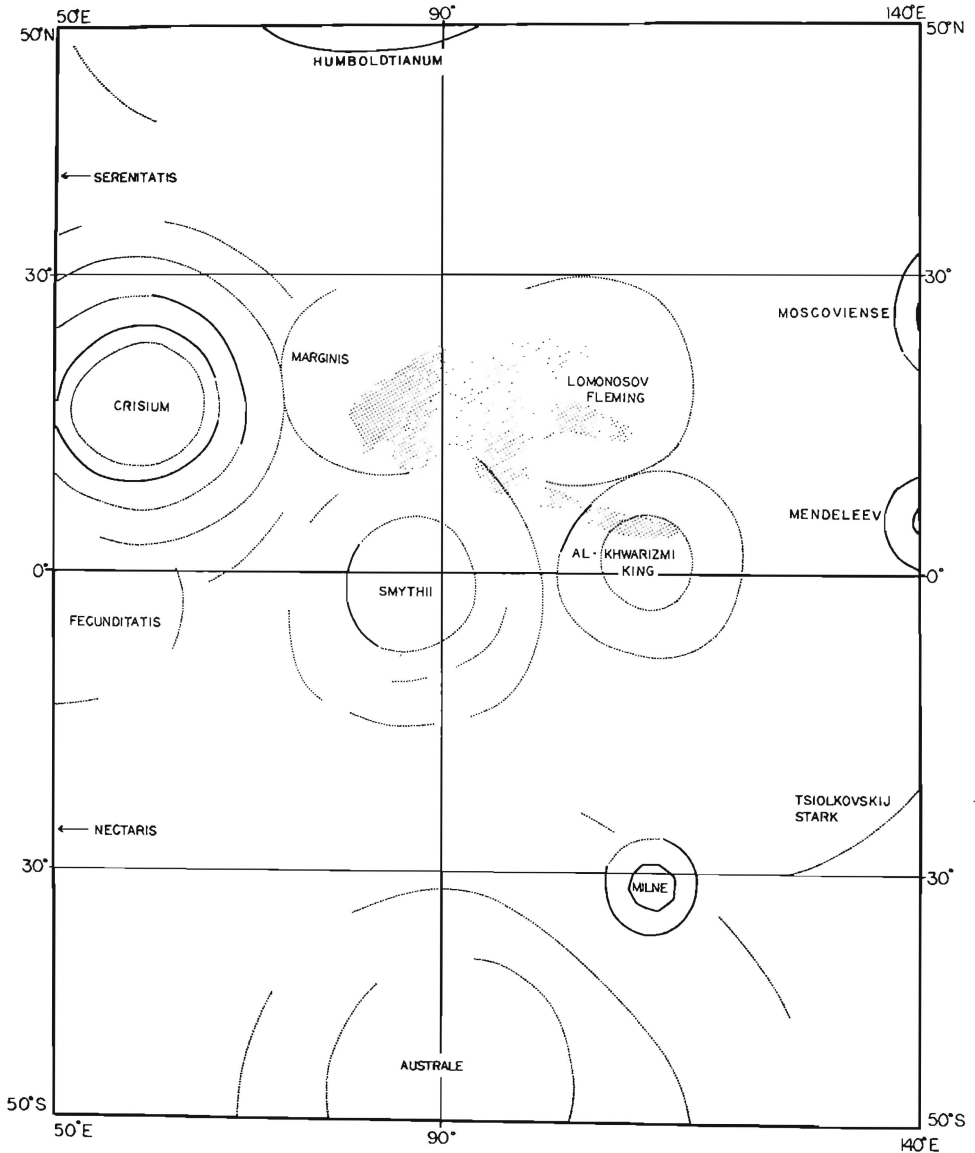 50°E
90°
140°E
50°N
50°N
HUMBOLDTIANUM
SERENITATIS
30°
30°
MOSCOVIENSE
MARGINIS
LOMONOSOV
FLEMING
CRISIUM
MENDELEEV
AL-KHWARIZMI
KING
0°
0°
SMYTHII
FECUNDITATIS
TSIOLKOVSKIJ
STARK
NECTARIS
30°
30°
MILNE
AUSTRALE
50°S
50°S
50°E
90°
140°E